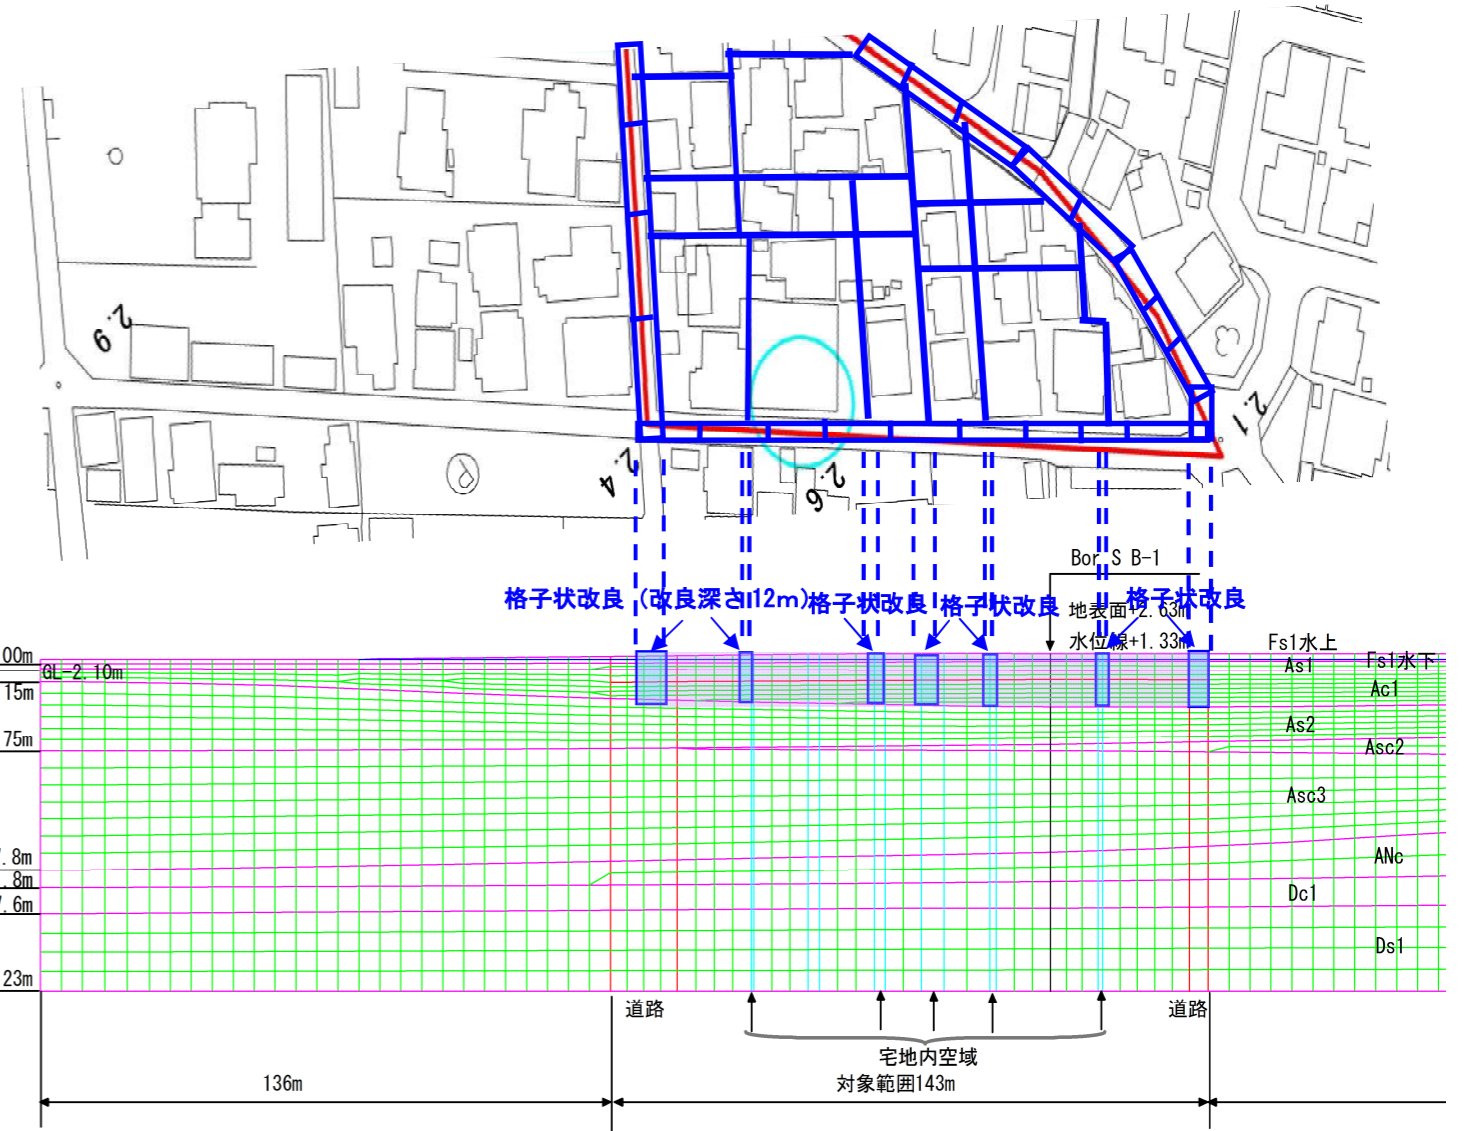 2.9
2.4
2.6
2.1
Bor S B-1
格子状改良（改良深さ12m）
格子状改良
格子状改良
格子状改良
地表面+2.63m
水位線+1.33m
Fs1水上
Fs1水下
As1
Ac1
As2
Asc2
Asc3
ANc
Dc1
Ds1
00m
GL-2.10m
15m
75m
.8m
.8m
.6m
23m
道路
道路
宅地内空域
136m
対象範囲143m